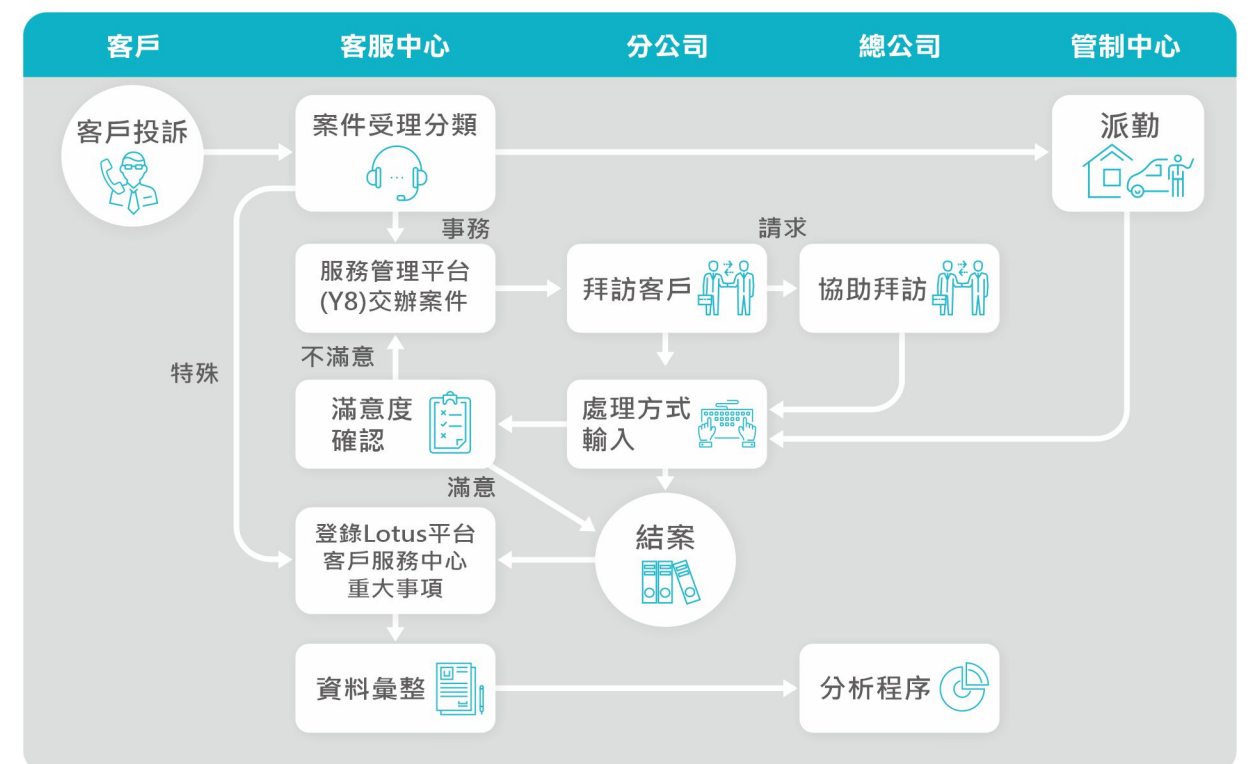 客戶
客服中心
分公司
總公司
管制中心
客戶投訴
案件受理分類
派勤
事務
請求
服務管理平台
(Y8)交辦案件
拜訪客戶
協助拜訪
不滿意
特殊
滿意度
確認
處理方式
輸入
滿意
登錄Lotus平台
客戶服務中心
重大事項
結案
資料彙整
分析程序